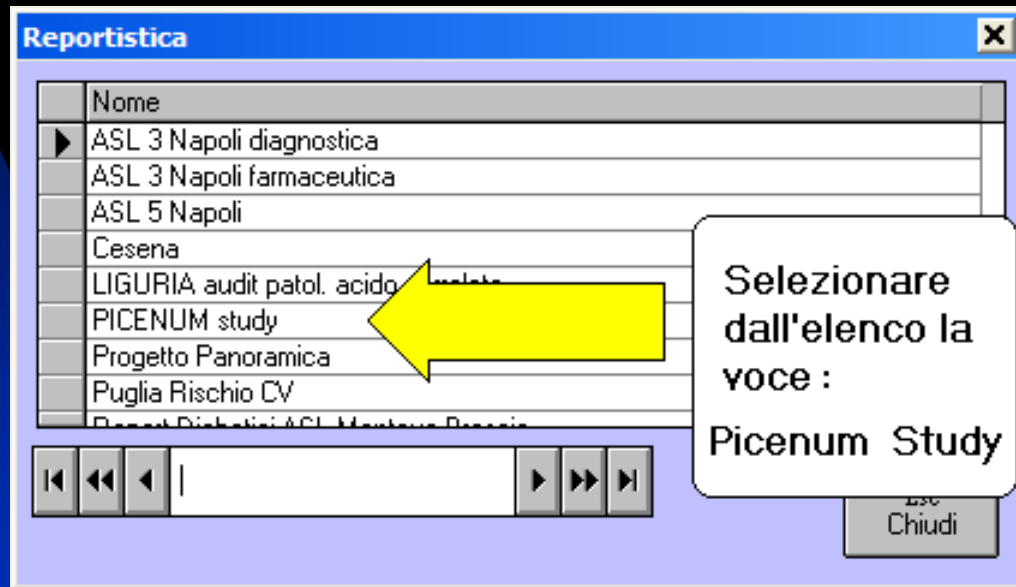 Reportistica
Nome
ASL 3 Napoli diagnostica
ASL 3 Napoli farmaceutica
ASL 5 Napoli
Cesena
LIGURIA audit patol. acido
PICENUM study
Progetto Panoramica
Puglia Rischio CV
Selezionare
dall'elenco la
voce :
Picenum Study
Chiudi